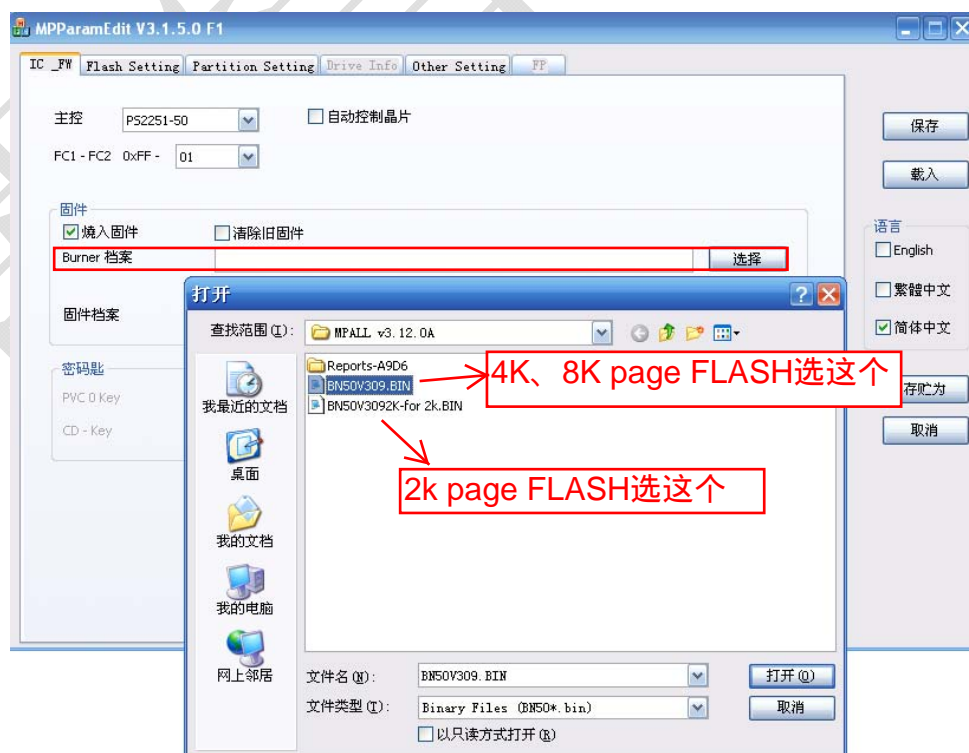 MPParamEdit V3.1.5.0 F1
IC _FW Flash Setting Partition Setting Drive Info Other Setting FP
主控 PS2251-50 自动控制晶片
FC1 - FC2 0xFF - 01
保存
载入
固件
燒入固件 清除旧固件
Burner 档案 选择
固件档案
语言
English
繁體中文
简体中文
密码匙
PVC 0 Key
CD - Key
存贮为
取消
打开
查找范围(I): MPALL v3.12.0A
我最近的文档
桌面
我的文档
我的电脑
网上邻居
Reports-A9D6
BN50V309.BIN
BN50V3092K-for 2k.BIN
4K、8K page FLASH选这个
2k page FLASH选这个
文件名(N): BN50V309.BIN 打开(O)
文件类型(T): Binary Files (BN50*.bin) 取消
以只读方式打开(R)